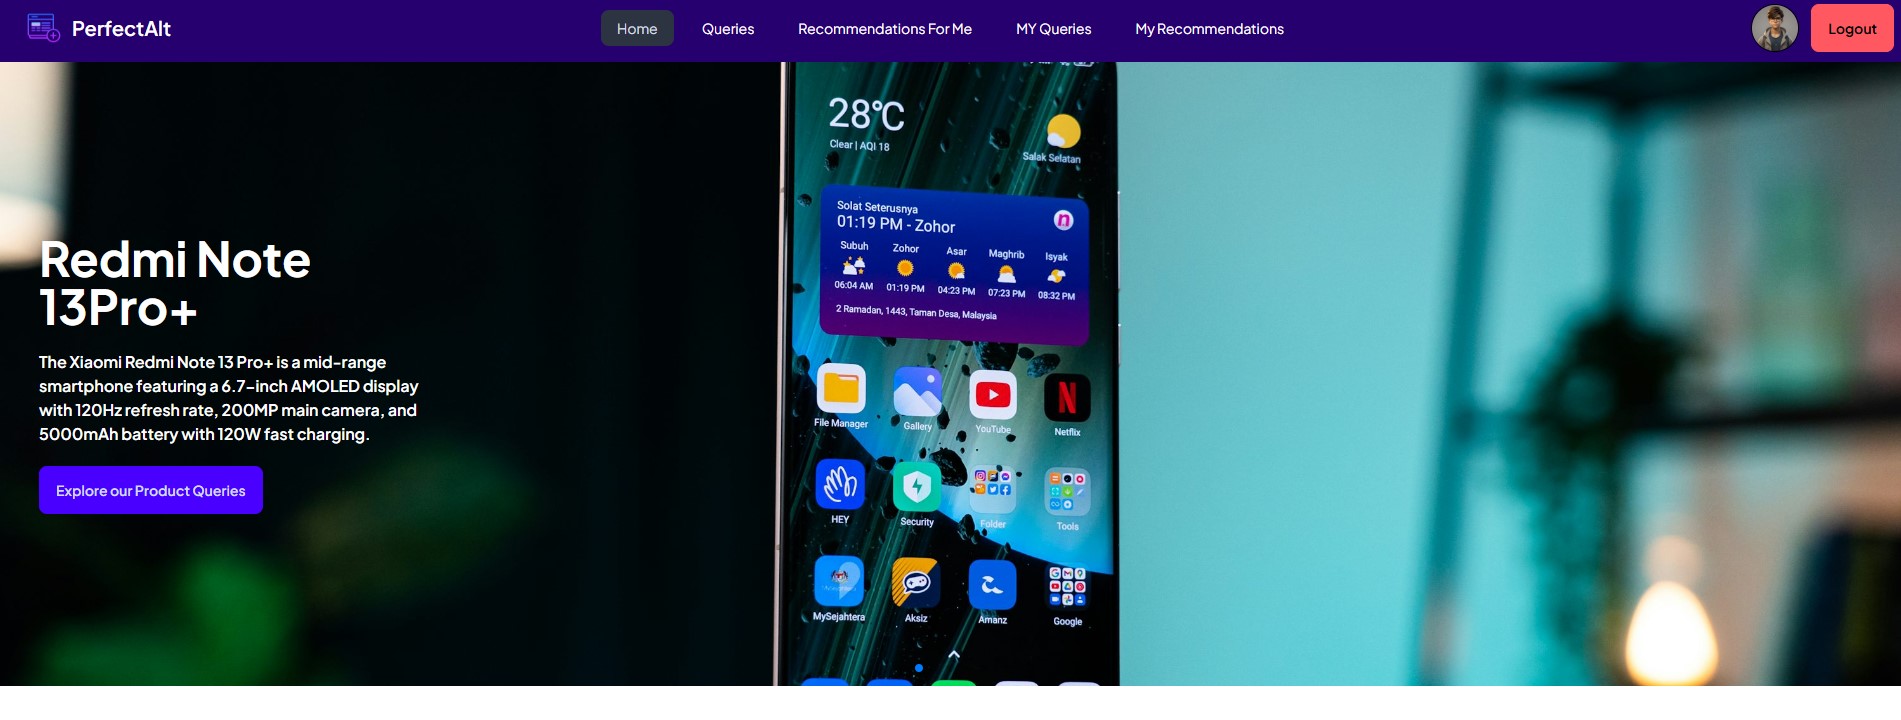 PerfectAlt
Home
Queries
Recommendations For Me
MY Queries
My Recommendations
Logout
Redmi Note
13Pro+
The Xiaomi Redmi Note 13 Pro+ is a mid-range
smartphone featuring a 6.7-inch AMOLED display
with 120Hz refresh rate, 200MP main camera, and
5000mAh battery with 120W fast charging.
Explore our Product Queries
28°C
Clear | AQI 18
Salak Selatan
Solat Seterusnya
01:19 PM - Zohor
n
Subuh Zohor Asar Maghrib Isyak
06:04 AM 01:19 PM 04:23 PM 07:23 PM 08:32 PM
2 Ramadan, 1443, Taman Desa, Malaysia
File Manager Gallery YouTube Netflix
HEY Security Folder Tools
MySejahtera Aksiz Amanz Google